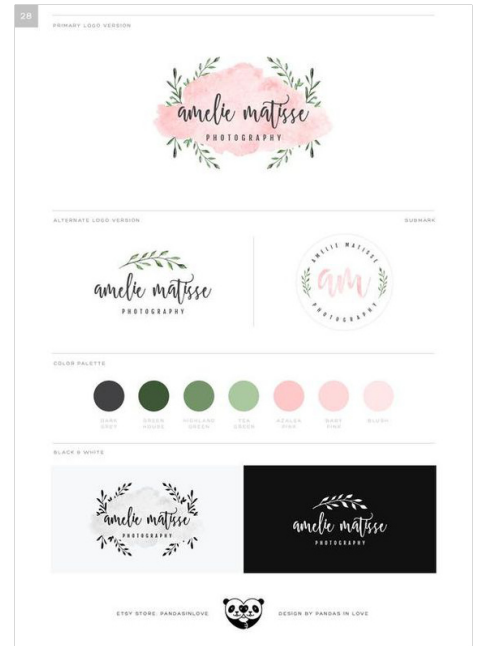 28
PRIMARY LOGO VERSION
amelie matisse
PHOTOGRAPHY
ALTERNATE LOGO VERSION
SUBMARK
amelie matisse
PHOTOGRAPHY
AMELIE MATISSE
am
PHOTOGRAPHY
COLOR PALETTE
DARK GREY
GREEN HOUSE
HIGHLAND GREEN
TEA GREEN
AZALEA PINK
BABY PINK
BLUSH
BLACK & WHITE
amelie matisse
PHOTOGRAPHY
amelie matisse
PHOTOGRAPHY
ETSY STORE: PANDASINLOVE
DESIGN BY PANDAS IN LOVE